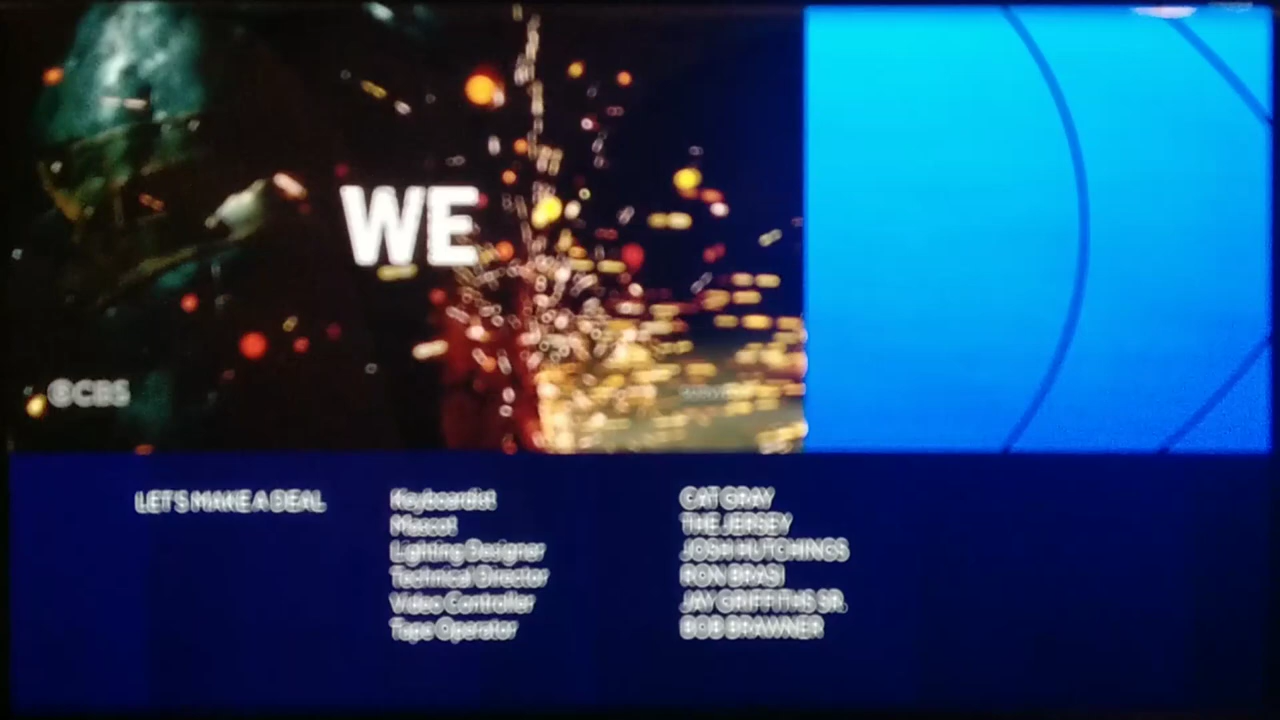 WE
CBS
LET'S MAKE A DEAL
Keyboardist CAT GRAY
Mascot THE JERSEY
Lighting Designer JOSH HUTCHINGS
Technical Director RON BRASI
Video Controller JAY GRIFFITHS SR.
Tape Operator BOB BRAWNER